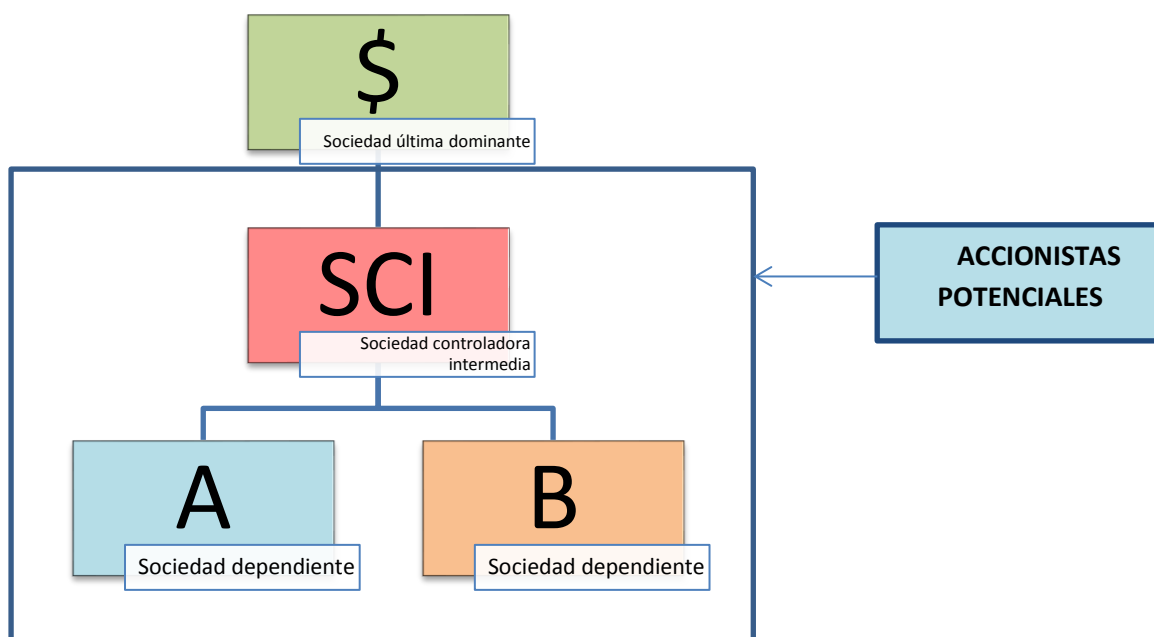 $
Sociedad última dominante
SCI
Sociedad controladora
intermedia
ACCIONISTAS
POTENCIALES
A
Sociedad dependiente
B
Sociedad dependiente